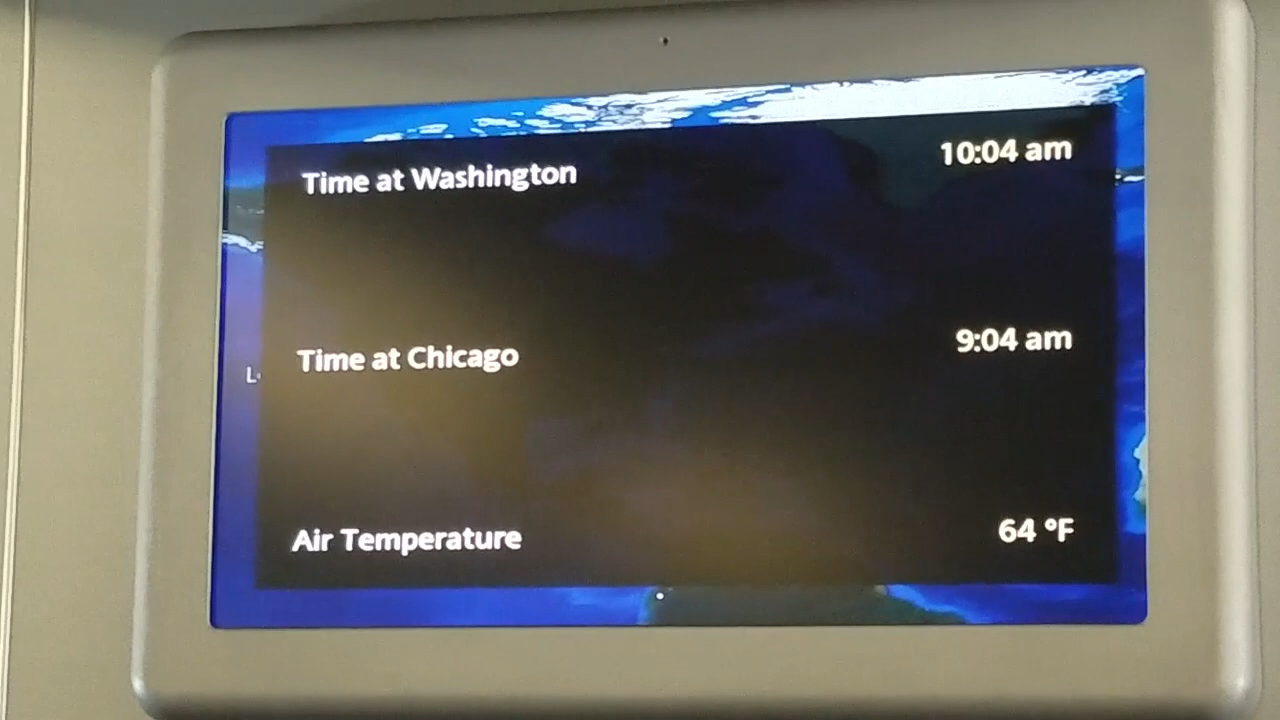 Time at Washington 10:04 am
Time at Chicago 9:04 am
Air Temperature 64 °F